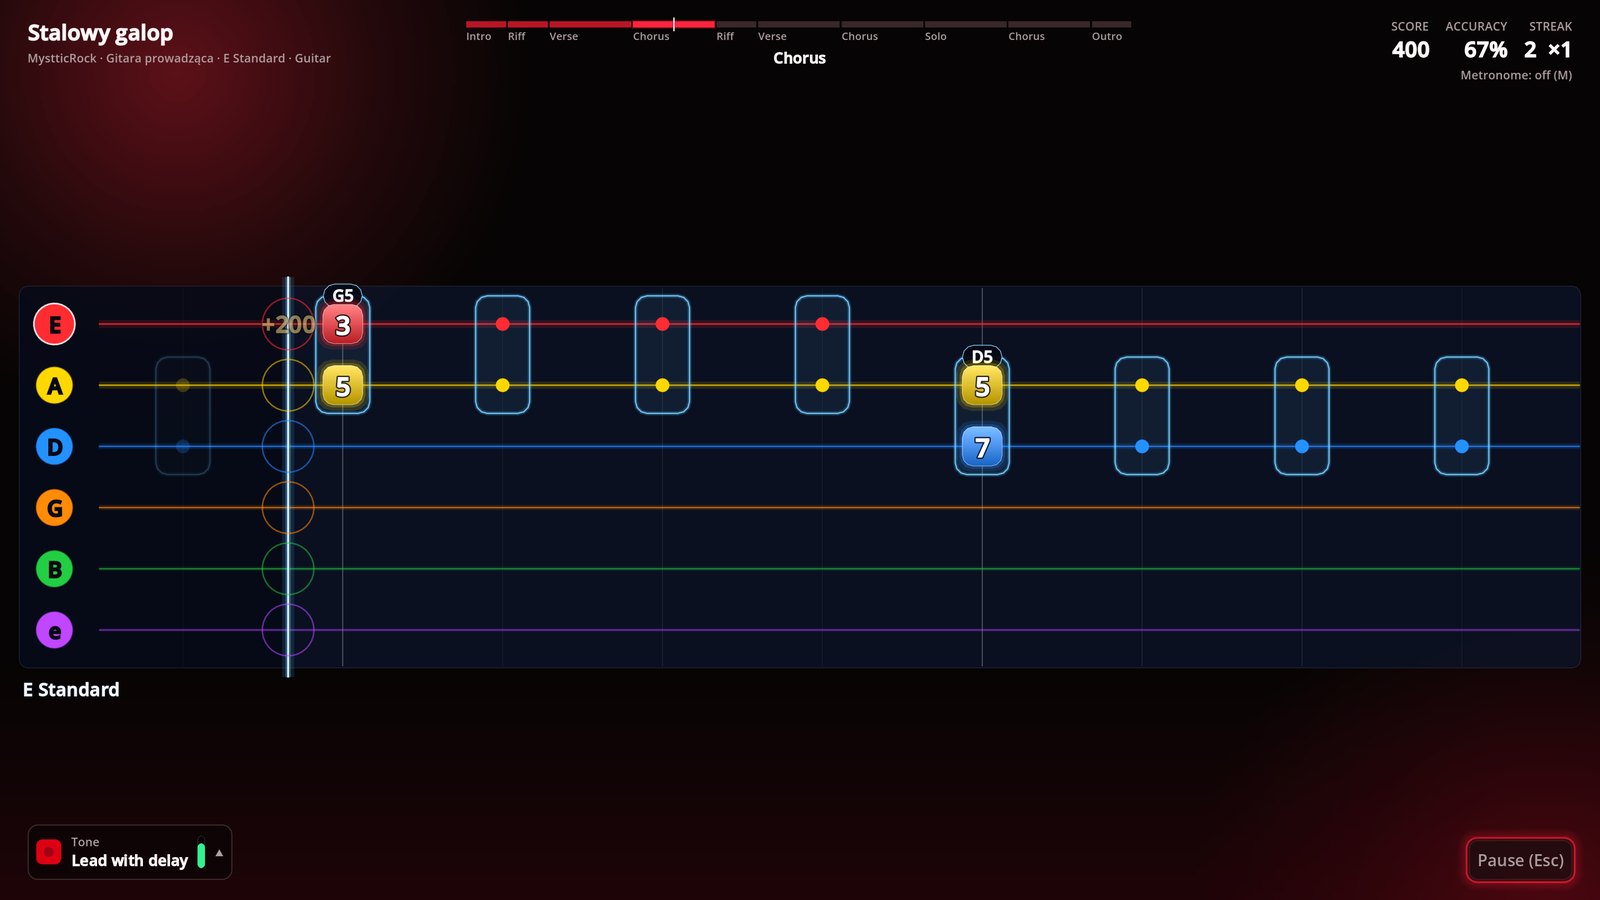 Stalowy galop
MystticRock · Gitara prowadząca · E Standard · Guitar
Intro Riff Verse Chorus Riff Verse Chorus Solo Chorus Outro
Chorus
SCORE ACCURACY STREAK
400 67% 2 ×1
Metronome: off (M)
G5
E +200 3
D5
A 5 5
D 7
G
B
e
E Standard
Tone
Lead with delay
Pause (Esc)